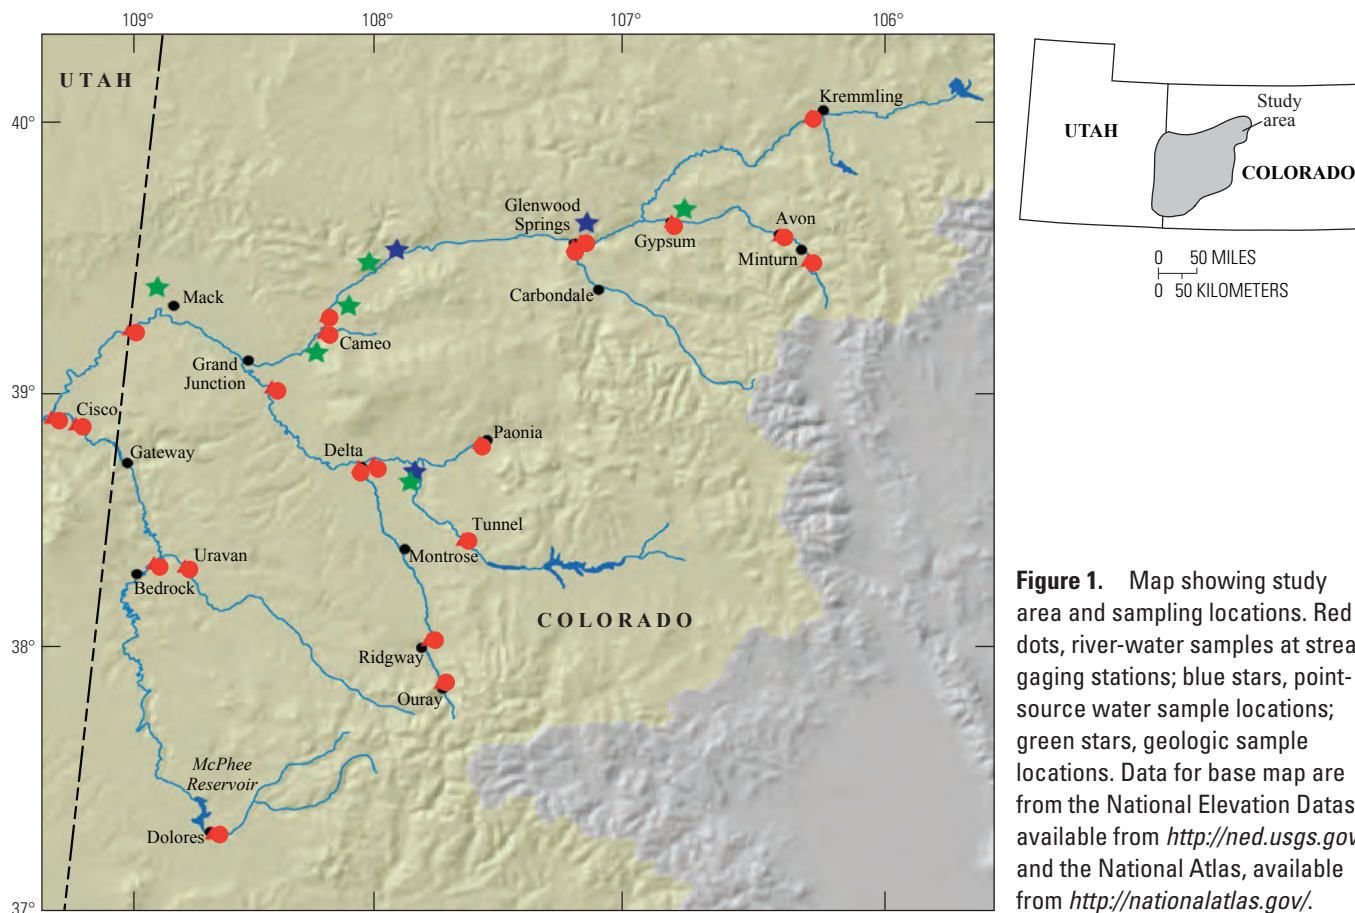 109° 108° 107° 106°
UTAH
40°
Kremmling
Glenwood
Springs
Gypsum
Avon
Minturn
Carbondale
Mack
Cameo
Grand
Junction
39°
Cisco
Gateway
Delta
Paonia
Tunnel
Montrose
Uravan
Bedrock
COLORADO
38°
Ridgway
Ouray
McPhee
Reservoir
Dolores
37°
Study
area
UTAH
COLORADO
0 50 MILES
0 50 KILOMETERS
Figure 1. Map showing study
area and sampling locations. Red
dots, river-water samples at strea
gaging stations; blue stars, point-
source water sample locations;
green stars, geologic sample
locations. Data for base map are
from the National Elevation Datas
available from http://ned.usgs.gov
and the National Atlas, available
from http://nationalatlas.gov/.